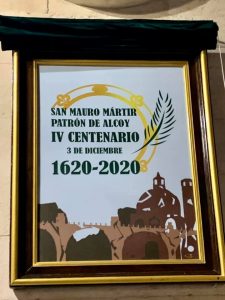 SAN MAURO MÁRTIR
PATRÓN DE ALCOY
IV CENTENARIO
3 DE DICIEMBRE
1620-2020